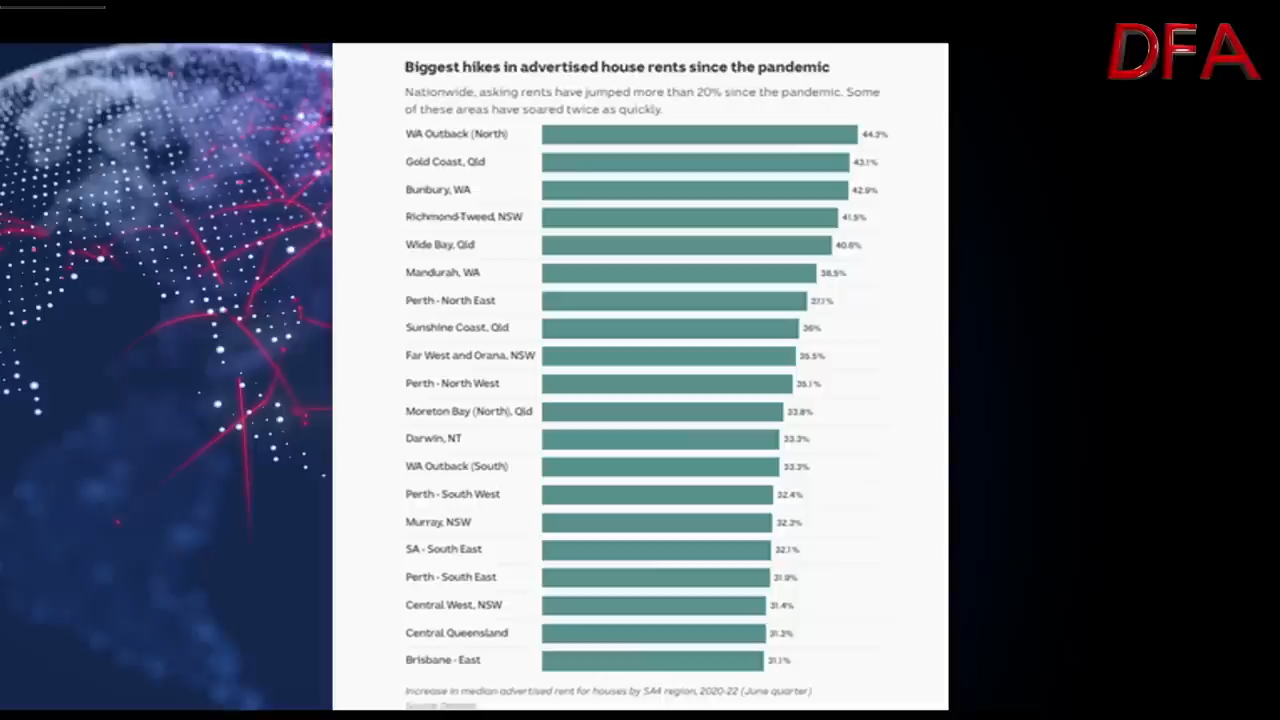 DFA
Biggest hikes in advertised house rents since the pandemic
Nationwide, asking rents have jumped more than 20% since the pandemic. Some
of these areas have soared twice as quickly.
WA Outback (North) 44.3%
Gold Coast, Qld 43.1%
Bunbury, WA 42.9%
Richmond-Tweed, NSW 41.5%
Wide Bay, Qld 40.6%
Mandurah, WA 38.5%
Perth - North East 37.1%
Sunshine Coast, Qld 36%
Far West and Orana, NSW 35.5%
Perth - North West 35.1%
Moreton Bay (North), Qld 33.8%
Darwin, NT 33.3%
WA Outback (South) 33.3%
Perth - South West 32.4%
Murray, NSW 32.3%
SA - South East 32.1%
Perth - South East 31.9%
Central West, NSW 31.4%
Central Queensland 31.3%
Brisbane - East 31.1%
Increase in median advertised rent for houses by SA4 region, 2020-22 (June quarter)